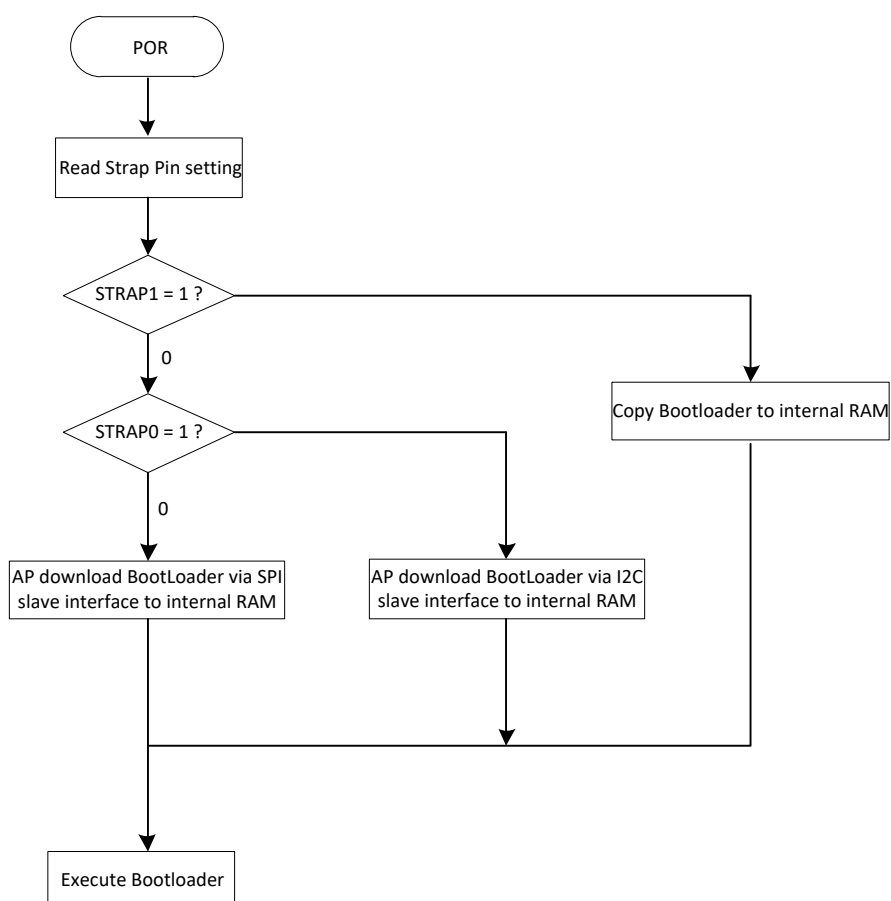 POR
Read Strap Pin setting
STRAP1 = 1 ?
0
Copy Bootloader to internal RAM
STRAP0 = 1 ?
0
AP download BootLoader via SPI
slave interface to internal RAM
AP download BootLoader via I2C
slave interface to internal RAM
Execute Bootloader